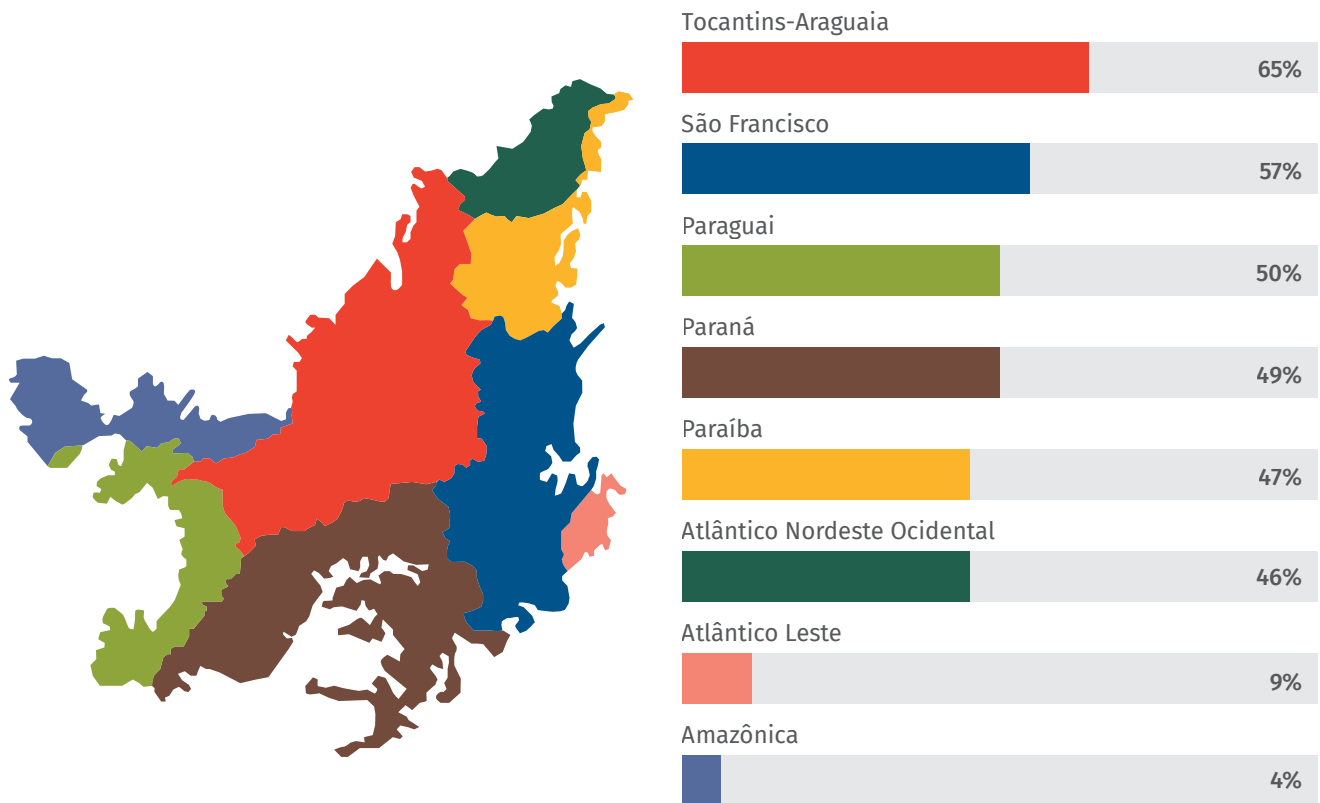 Tocantins-Araguaia
65%
São Francisco
57%
Paraguai
50%
Paraná
49%
Paraíba
47%
Atlântico Nordeste Ocidental
46%
Atlântico Leste
9%
Amazônica
4%